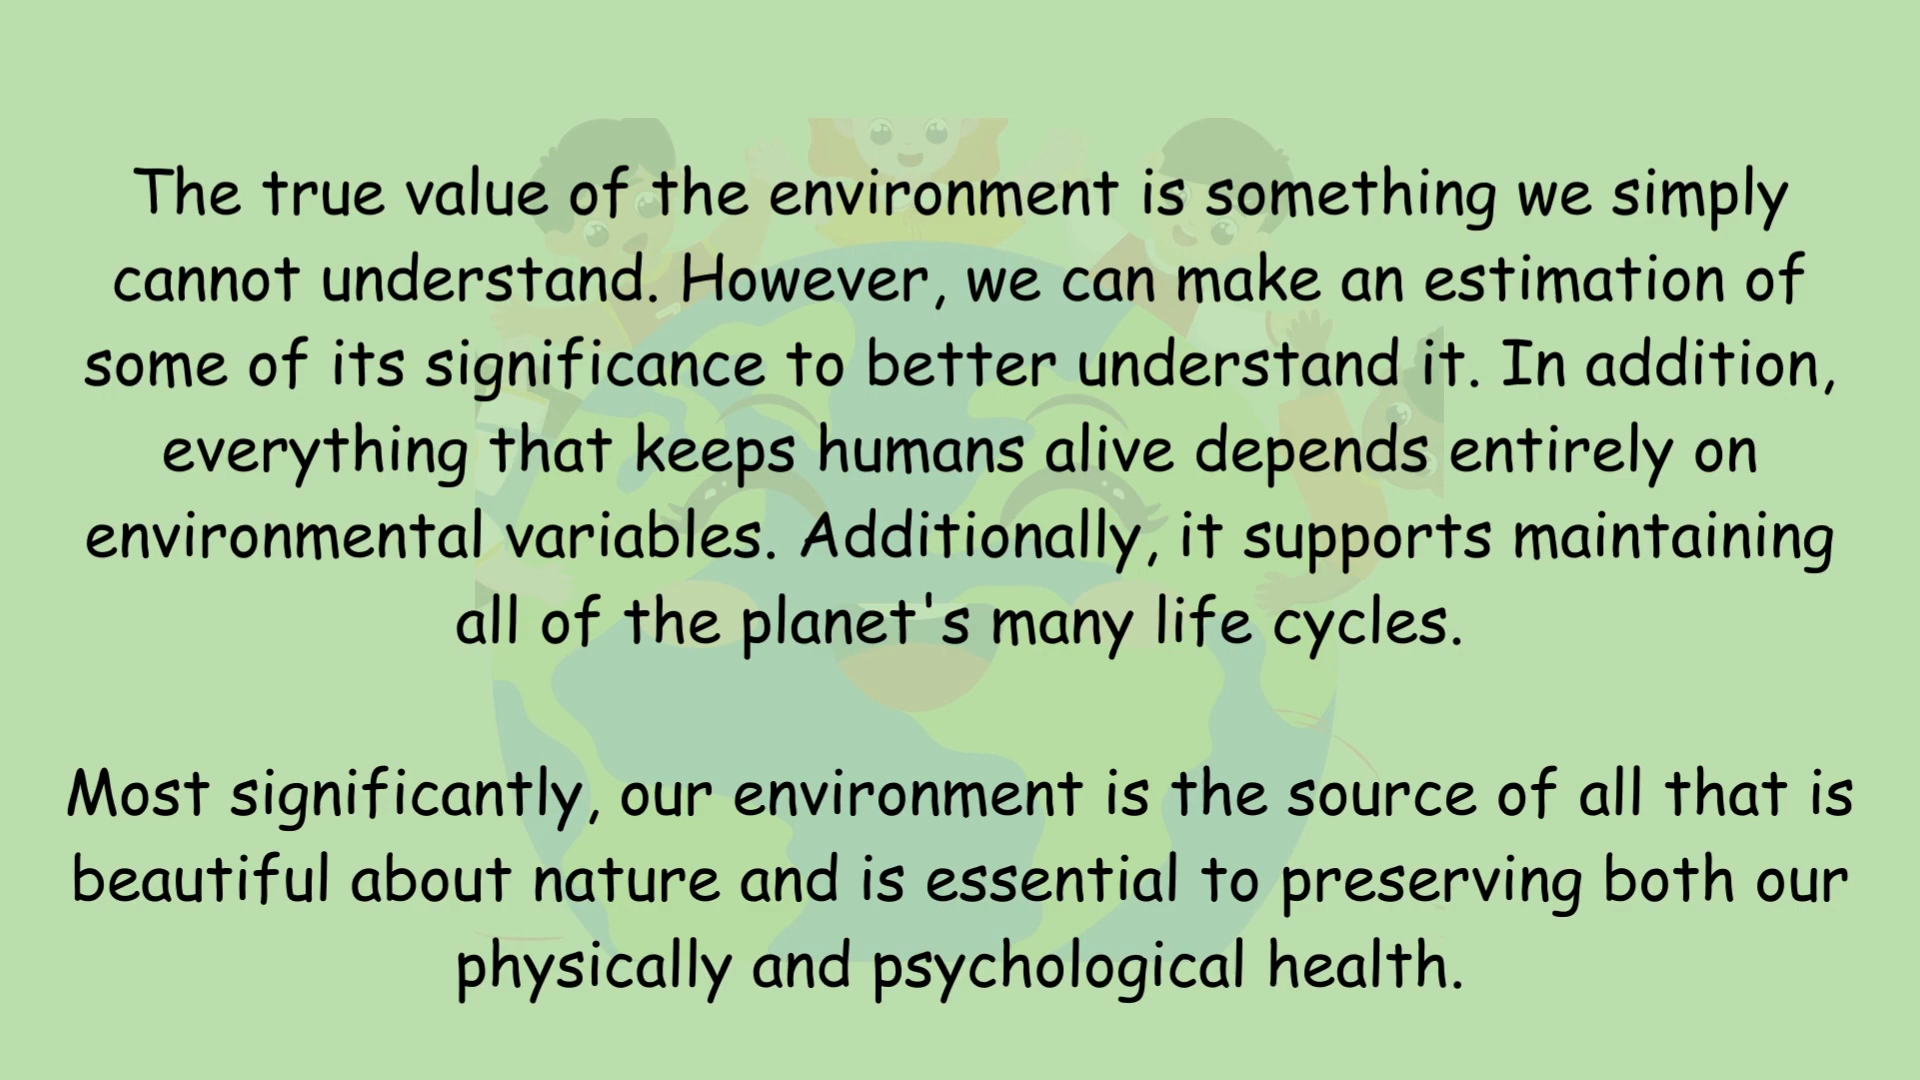 The true value of the environment is something we simply
cannot understand. However, we can make an estimation of
some of its significance to better understand it. In addition,
everything that keeps humans alive depends entirely on
environmental variables. Additionally, it supports maintaining
all of the planet's many life cycles.
Most significantly, our environment is the source of all that is
beautiful about nature and is essential to preserving both our
physically and psychological health.